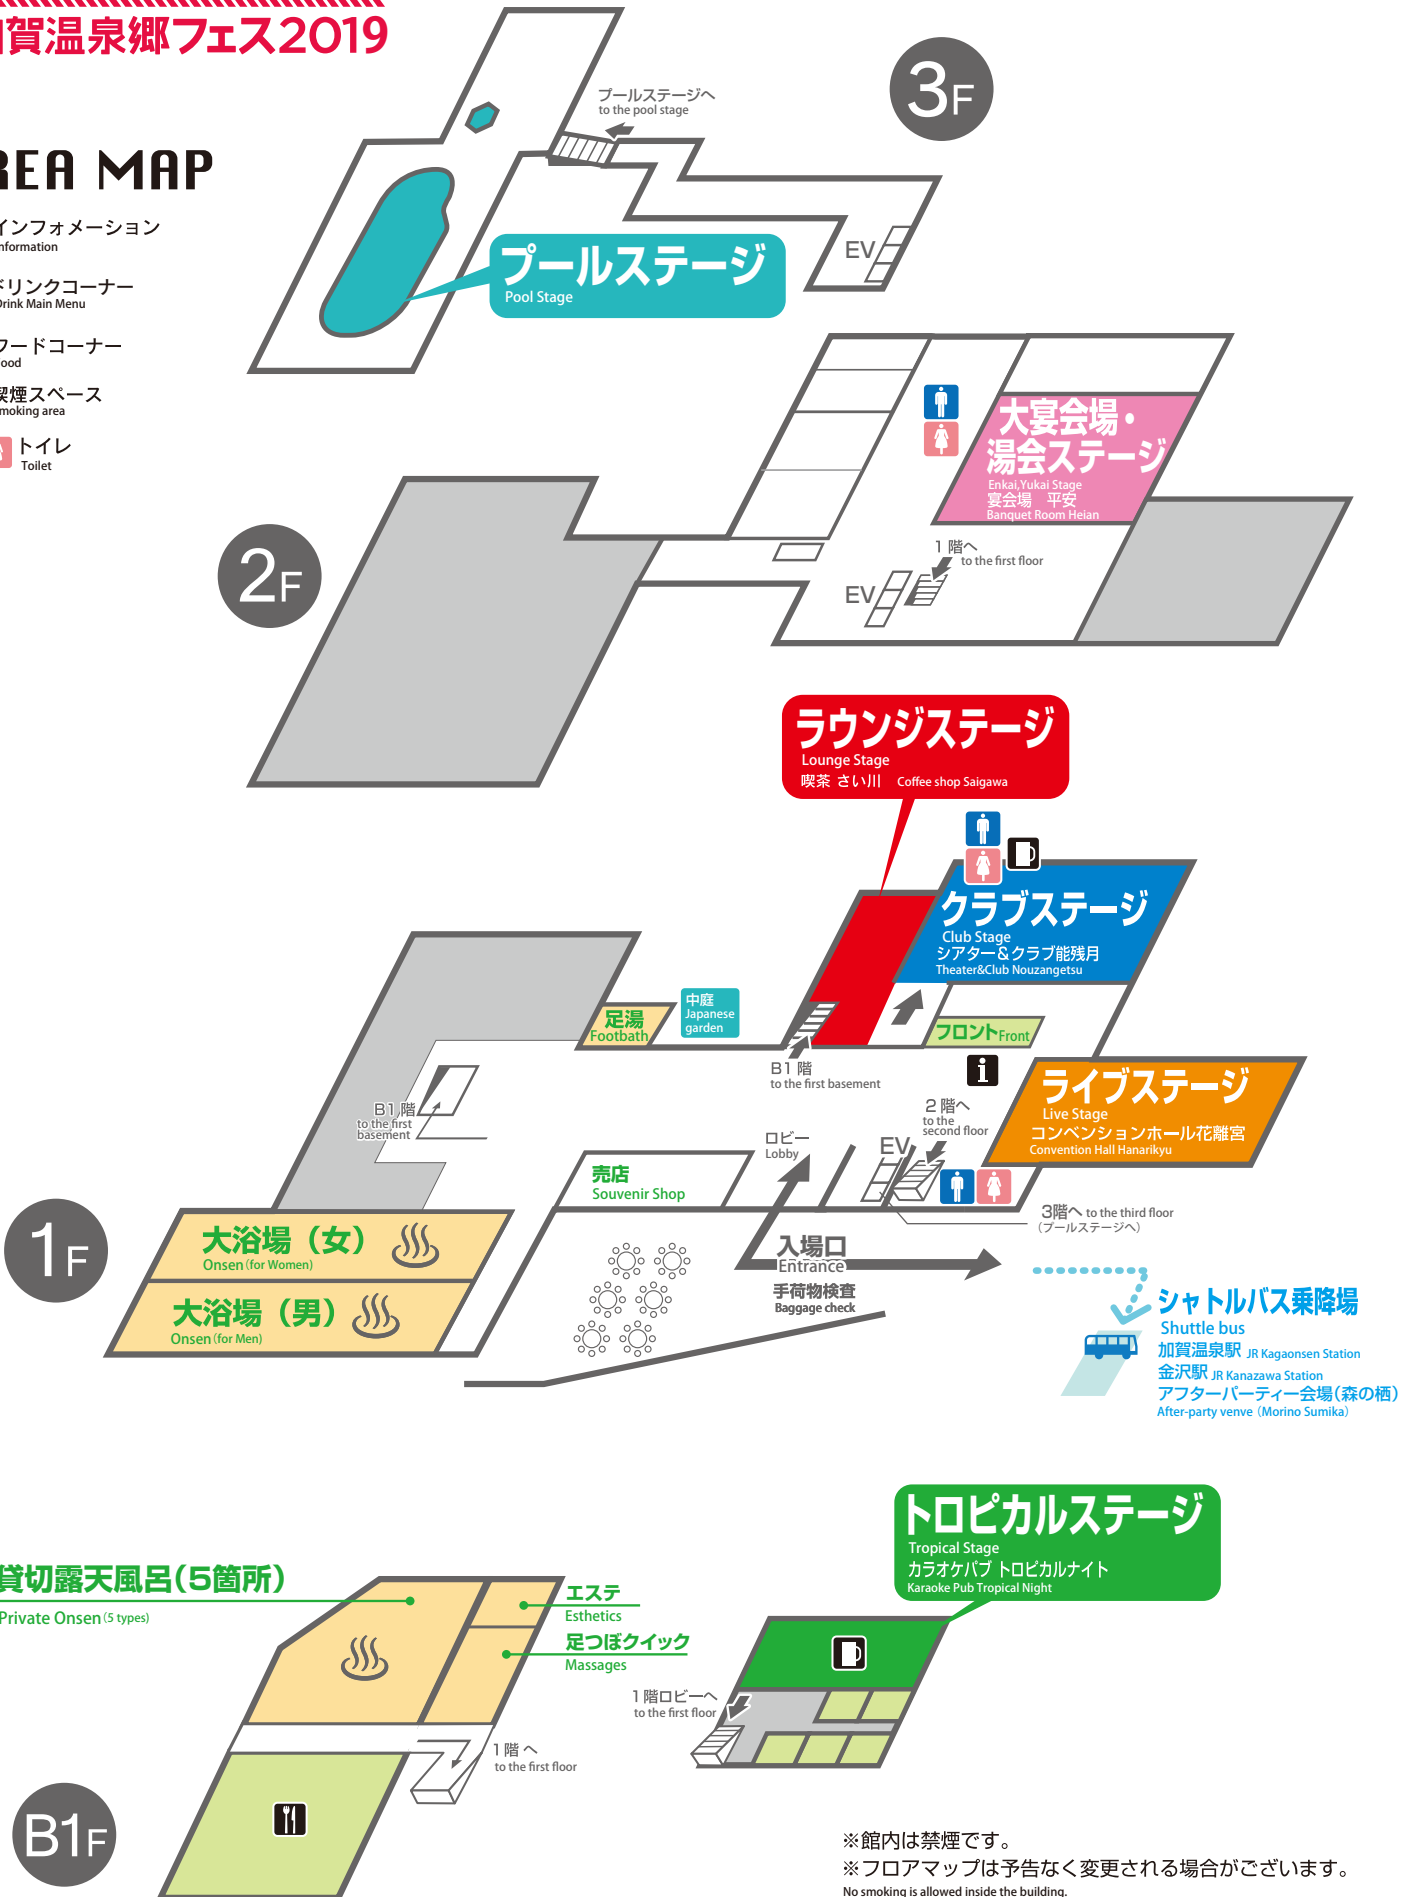 加賀温泉郷フェス2019
AREA MAP
インフォメーション
Information
ドリンクコーナー
Drink Main Menu
フードコーナー
Food
喫煙スペース
Smoking area
トイレ
Toilet
3F
プールステージへ
to the pool stage
プールステージ
Pool Stage
EV
2F
大宴会場・
湯会ステージ
Enkai,Yukai Stage
宴会場 平安
Banquet Room Heian
1階へ
to the first floor
EV
ラウンジステージ
Lounge Stage
喫茶 さい川 Coffee shop Saigawa
クラブステージ
Club Stage
シアター&クラブ能残月
Theater&Club Nouzangetsu
足湯
Footbath
中庭
Japanese
garden
フロント Front
B1階
to the first basement
i
ライブステージ
Live Stage
コンベンションホール花離宮
Convention Hall Hanarikyu
B1階
to the first
basement
2階へ
to the
second floor
ロビー
Lobby
EV
売店
Souvenir Shop
3階へ to the third floor
(プールステージへ)
1F
大浴場(女)
Onsen(for Women)
大浴場(男)
Onsen(for Men)
入場口
Entrance
手荷物検査
Baggage check
シャトルバス乗降場
Shuttle bus
加賀温泉駅 JR Kagaonsen Station
金沢駅 JR Kanazawa Station
アフターパーティー会場(森の栖)
After-party venve (Morino Sumika)
トロピカルステージ
Tropical Stage
カラオケパブ トロピカルナイト
Karaoke Pub Tropical Night
貸切露天風呂(5箇所)
Private Onsen(5 types)
エステ
Esthetics
足つぼクイック
Massages
1階ロビーへ
to the first floor
1階へ
to the first floor
B1F
※館内は禁煙です。
※フロアマップは予告なく変更される場合がございます。
No smoking is allowed inside the building.